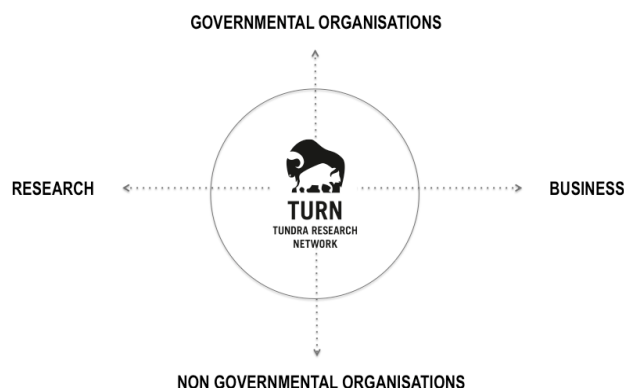 GOVERNMENTAL ORGANISATIONS
RESEARCH
BUSINESS
TURN
TUNDRA RESEARCH
NETWORK
NON GOVERNMENTAL ORGANISATIONS